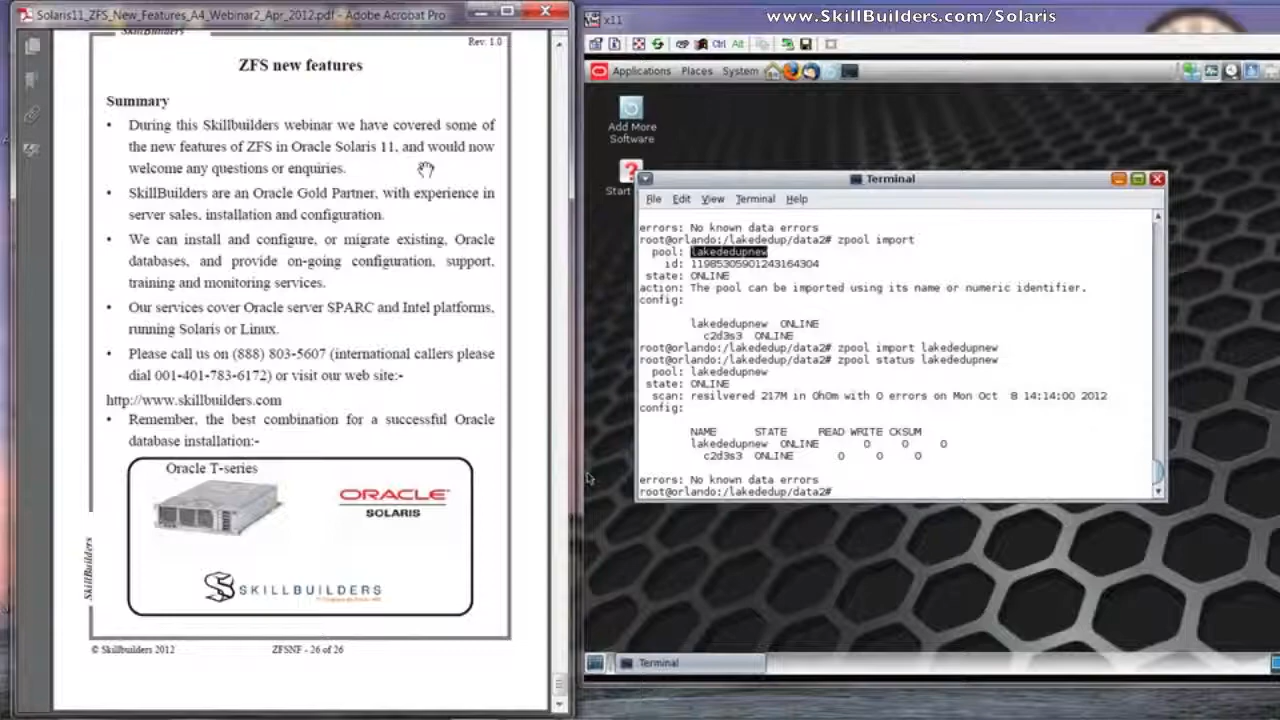 Solaris11_ZFS_New_Features_A4_Webinar2_Apr_2012.pdf - Adobe Acrobat Pro
SkillBuilders
Rev: 1.0
ZFS new features
Summary
• During this Skillbuilders webinar we have covered some of
the new features of ZFS in Oracle Solaris 11, and would now
welcome any questions or enquiries.
• SkillBuilders are an Oracle Gold Partner, with experience in
server sales, installation and configuration.
• We can install and configure, or migrate existing, Oracle
databases, and provide on-going configuration, support,
training and monitoring services.
• Our services cover Oracle server SPARC and Intel platforms,
running Solaris or Linux.
• Please call us on (888) 803-5607 (international callers please
dial 001-401-783-6172) or visit our web site:-
http://www.skillbuilders.com
• Remember, the best combination for a successful Oracle
database installation:-
Oracle T-series
ORACLE
SOLARIS
SkillBuilders
SKILLBUILDERS
© Skillbuilders 2012
ZFSNF - 26 of 26
www.SkillBuilders.com/Solaris
x11
Ctrl Alt
Applications Places System
Add More
Software
Start
Terminal
File Edit View Terminal Help
errors: No known data errors
root@orlando:/lakededup/data2# zpool import
pool: lakededupnew
id: 11985305901243164304
state: ONLINE
action: The pool can be imported using its name or numeric identifier.
config:
lakededupnew ONLINE
c2d3s3 ONLINE
root@orlando:/lakededup/data2# zpool import lakededupnew
root@orlando:/lakededup/data2# zpool status lakededupnew
pool: lakededupnew
state: ONLINE
scan: resilvered 217M in 0h0m with 0 errors on Mon Oct 8 14:14:00 2012
config:
NAME STATE READ WRITE CKSUM
lakededupnew ONLINE 0 0 0
c2d3s3 ONLINE 0 0 0
errors: No known data errors
root@orlando:/lakededup/data2#
Terminal